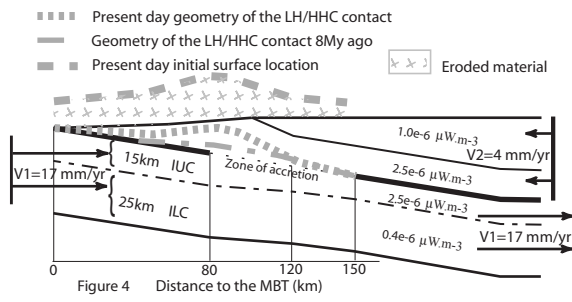 Present day geometry of the LH/HHC contact
Geometry of the LH/HHC contact 8My ago
Present day initial surface location
Eroded material
1.0e-6 μW.m-3
V2=4 mm/yr
15km IUC
Zone of accretion
2.5e-6 μW.m-3
V1=17 mm/yr
2.5e-6 μW.m-3
25km ILC
0.4e-6 μW.m-3
V1=17 mm/yr
0 80 120 150
Figure 4 Distance to the MBT (km)